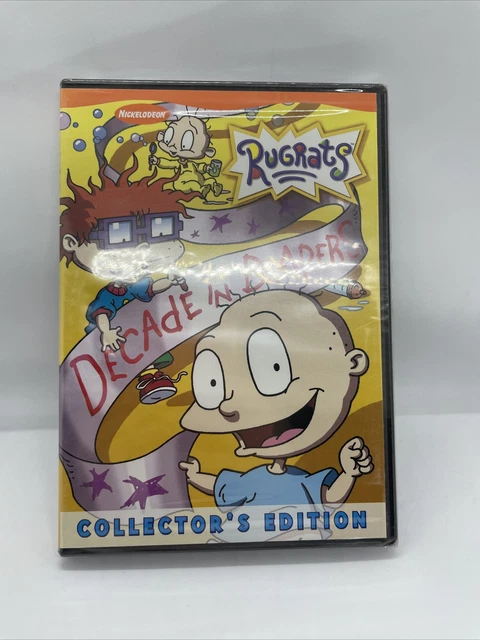 NICKELODEON
RUGRATS
DECADE IN DIAPERS
COLLECTOR'S EDITION